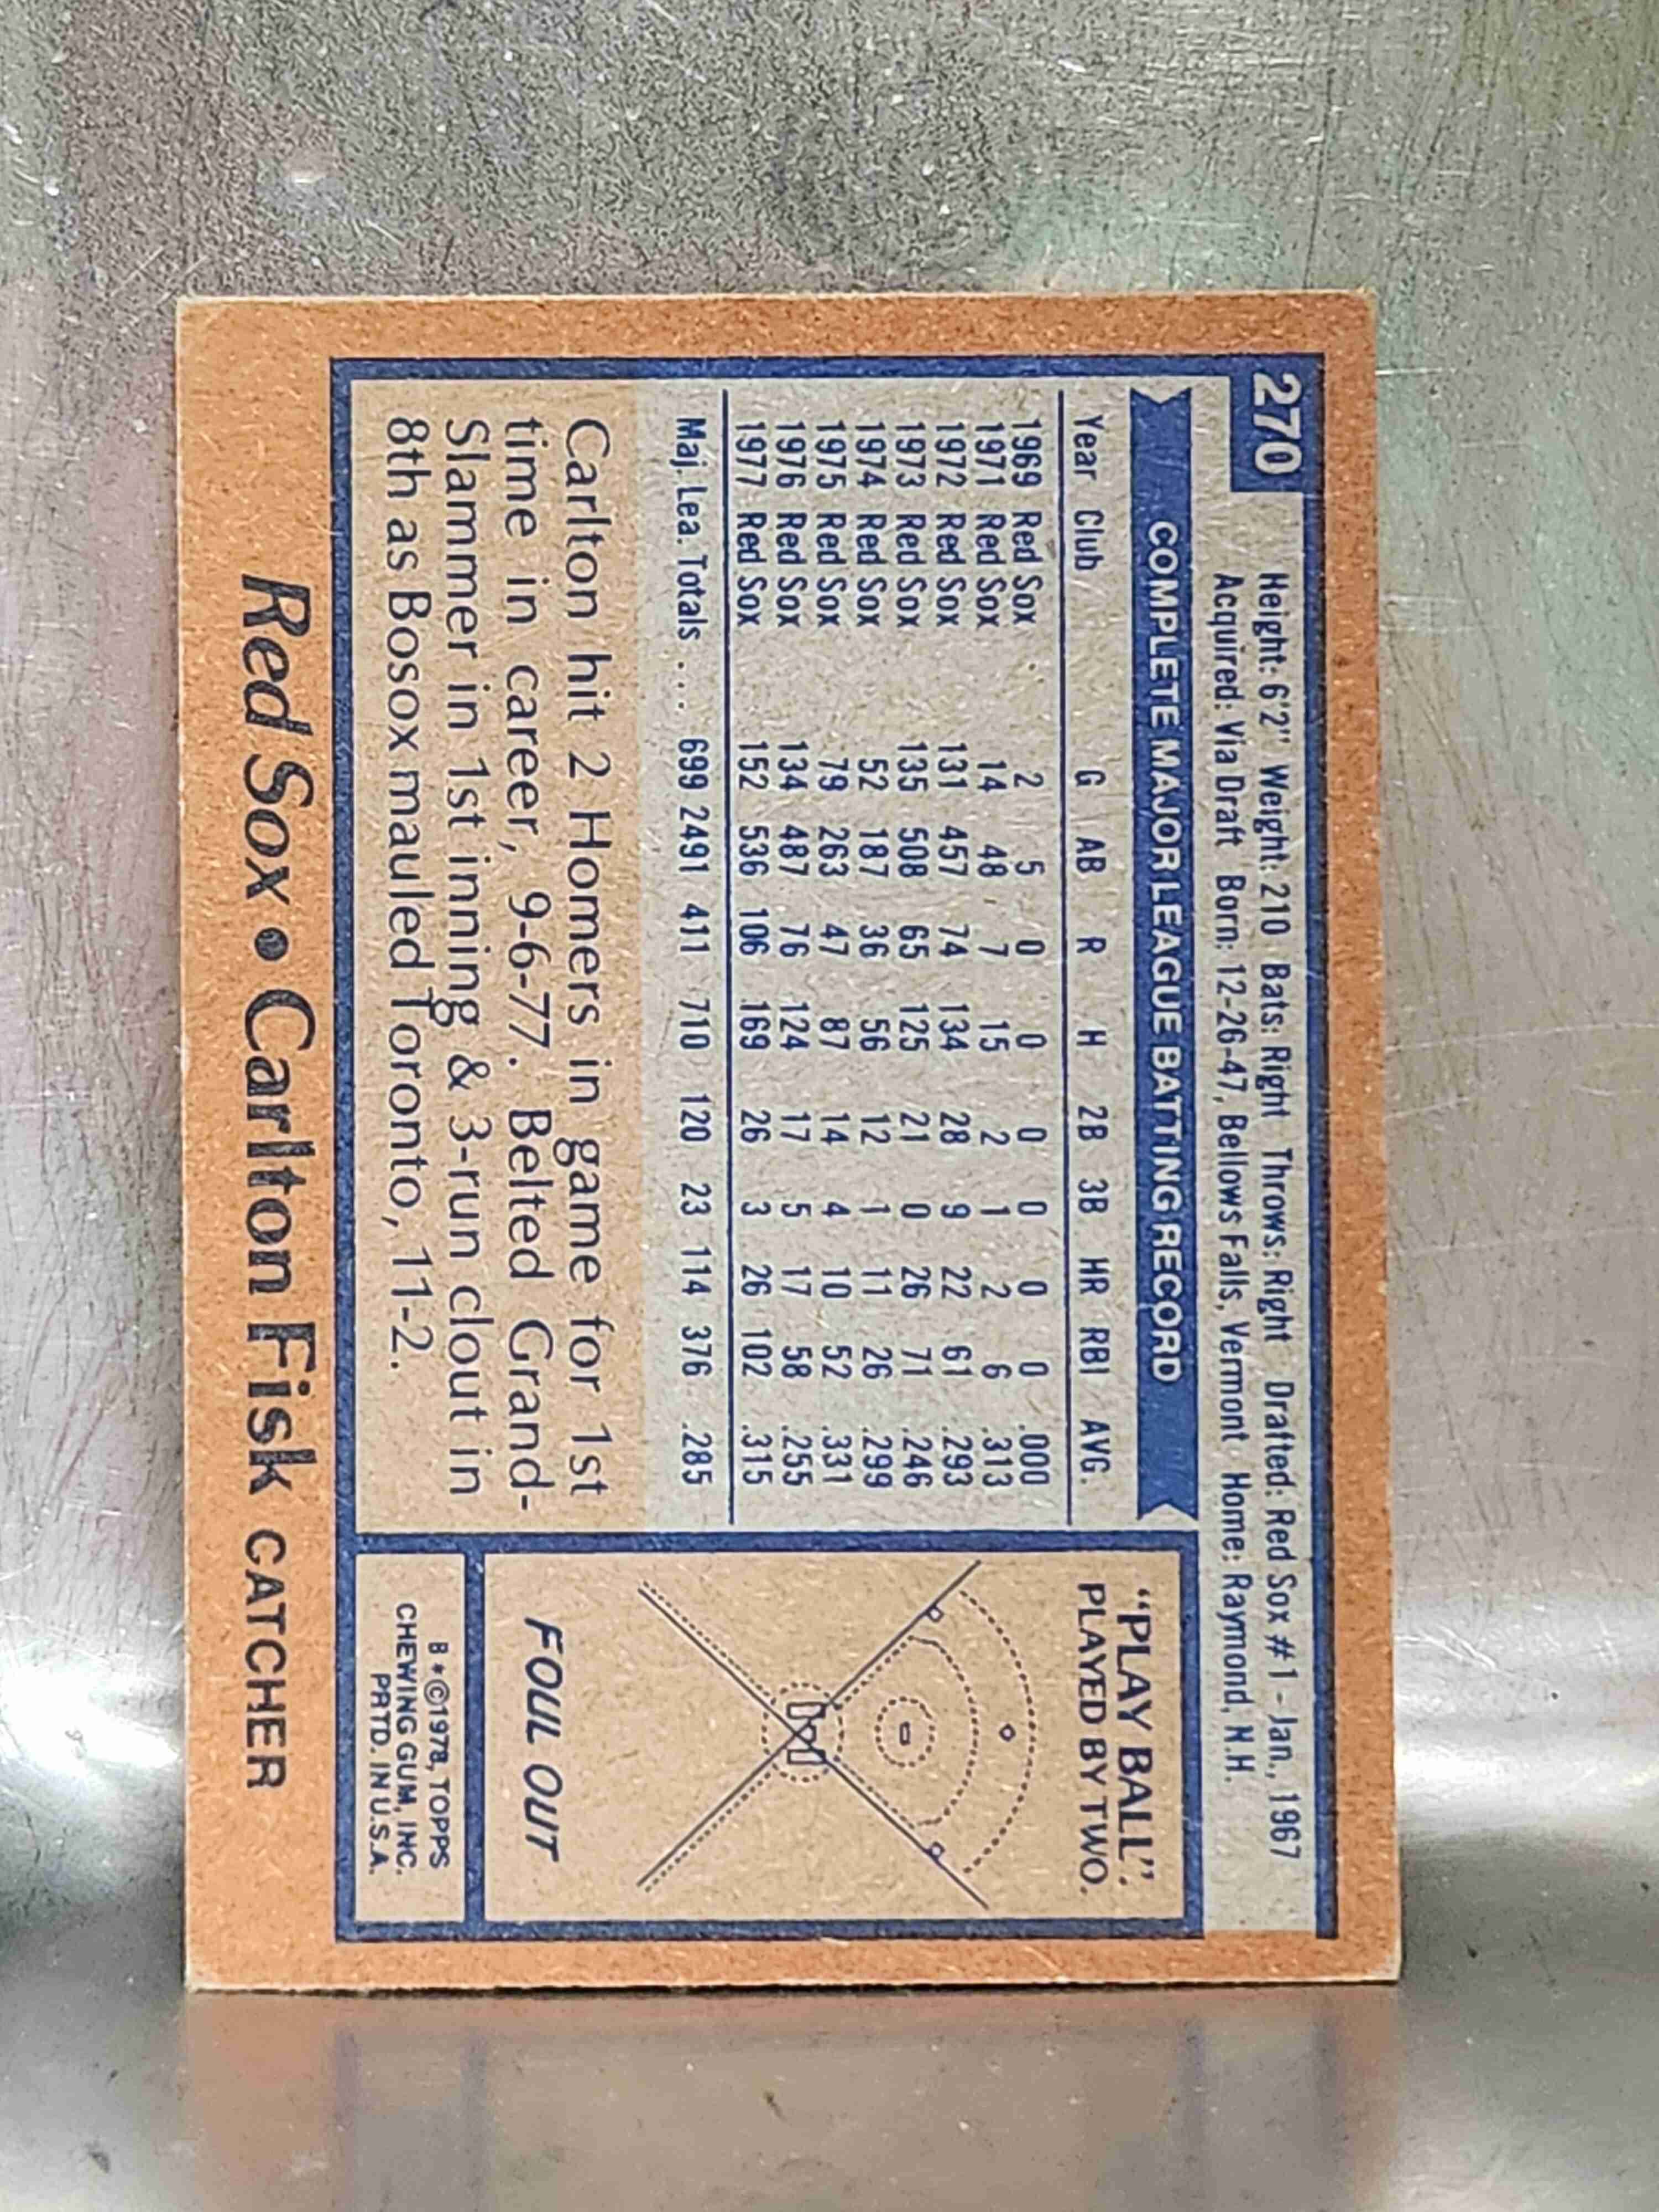 270
Height: 6'2" Weight: 210 Bats: Right Throws: Right Drafted: Red Sox #1 - Jan., 1967
Acquired: Via Draft Born: 12-26-47, Bellows Falls, Vermont Home: Raymond, N.H.
COMPLETE MAJOR LEAGUE BATTING RECORD
Year Club G AB R H 2B 3B HR RBI AVG.
1969 Red Sox 2 5 0 0 0 0 0 0 .000
1971 Red Sox 14 48 7 15 2 1 2 6 .313
1972 Red Sox 131 457 74 134 28 9 22 61 .293
1973 Red Sox 135 508 65 125 21 0 26 71 .246
1974 Red Sox 52 187 36 56 12 1 11 26 .299
1975 Red Sox 79 263 47 87 14 4 10 52 .331
1976 Red Sox 134 487 76 124 17 5 17 58 .255
1977 Red Sox 152 536 106 169 26 3 26 102 .315
Maj. Lea. Totals ... 699 2491 411 710 120 23 114 376 .285
Carlton hit 2 Homers in game for 1st
time in career, 9-6-77. Belted Grand-
Slammer in 1st inning & 3-run clout in
8th as Bosox mauled Toronto, 11-2.
"PLAY BALL":
PLAYED BY TWO.
FOUL OUT
B*©1978, TOPPS
CHEWING GUM, INC.
PRTD. IN U.S.A.
Red Sox • Carlton Fisk CATCHER